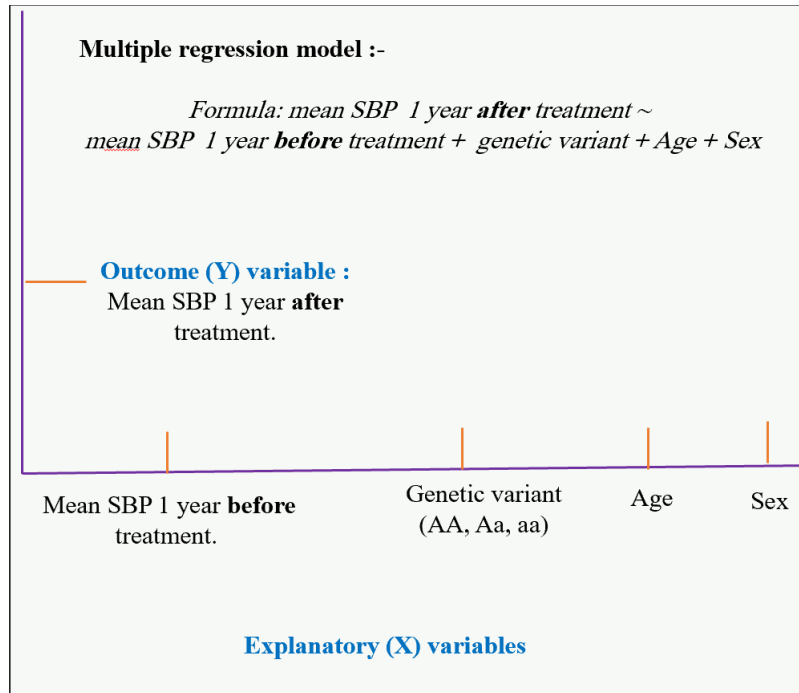 Multiple regression model :-
Formula: mean SBP 1 year after treatment ~
mean SBP 1 year before treatment + genetic variant + Age + Sex
Outcome (Y) variable :
Mean SBP 1 year after
treatment.
Mean SBP 1 year before
treatment.
Genetic variant
(AA, Aa, aa)
Age
Sex
Explanatory (X) variables